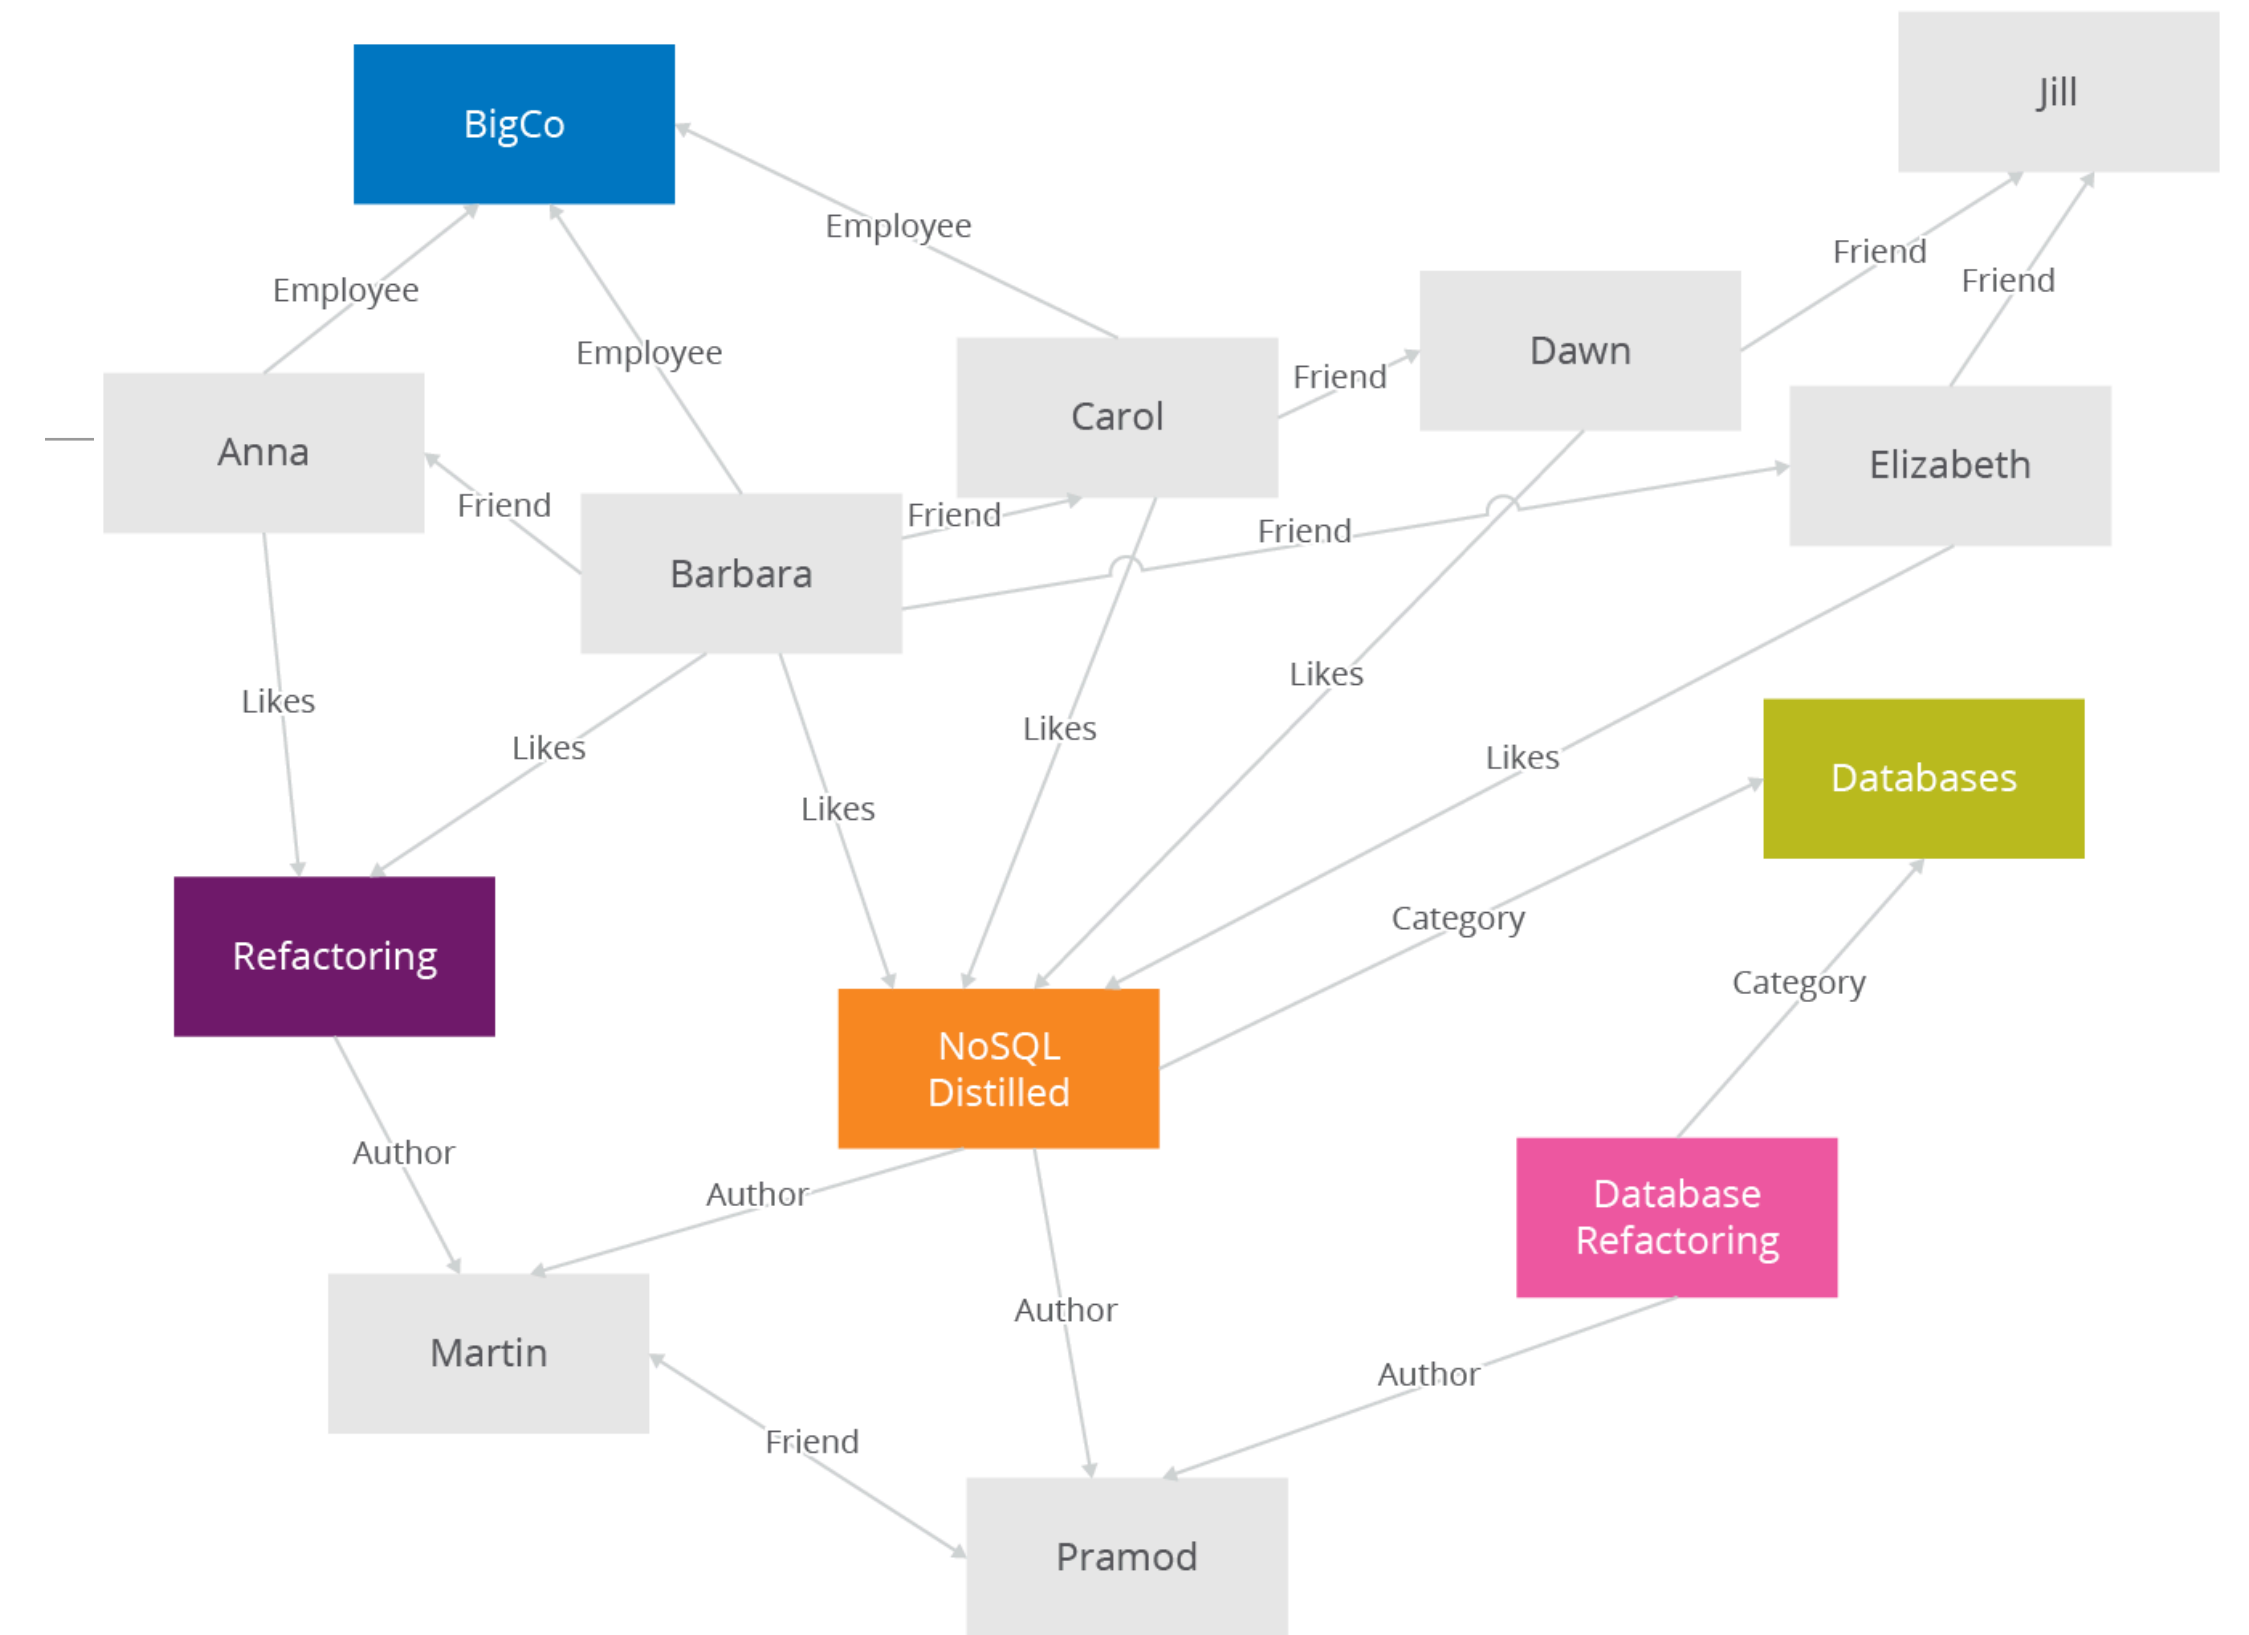 Jill
BigCo
Employee
Friend
Friend
Employee
Employee
Dawn
Friend
Carol
Anna
Elizabeth
Friend
Friend
Friend
Barbara
Likes
Likes
Likes
Likes
Likes
Likes
Databases
Category
Refactoring
Category
NoSQL
Distilled
Author
Author
Database
Refactoring
Author
Martin
Author
Friend
Pramod